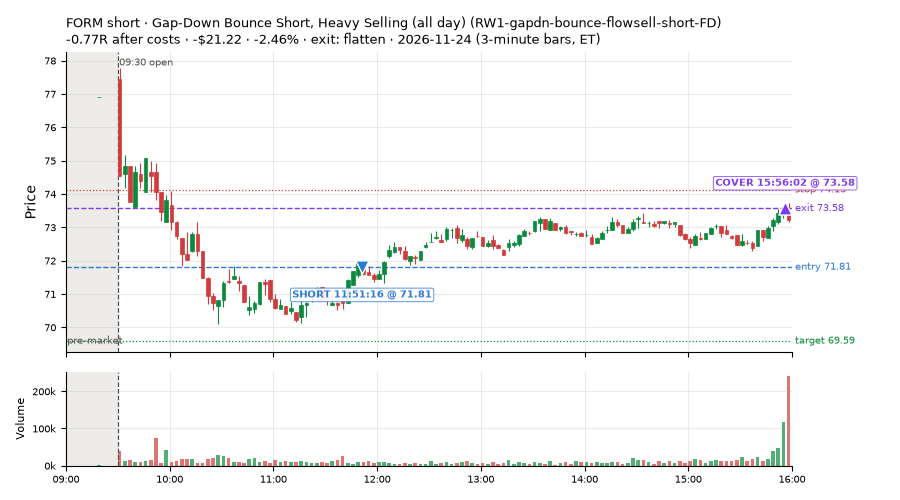 FORM short · Gap-Down Bounce Short, Heavy Selling (all day) (RW1-gapdn-bounce-flowsell-short-FD)
-0.77R after costs · -$21.22 · -2.46% · exit: flatten · 2026-11-24 (3-minute bars, ET)
09:30 open
78
77
76
75
74
73
72
71
70
Price
COVER 15:56:02 @ 73.58
exit 73.58
entry 71.81
SHORT 11:51:16 @ 71.81
pre-market
target 69.59
Volume
200k
100k
0k
09:00
10:00
11:00
12:00
13:00
14:00
15:00
16:00